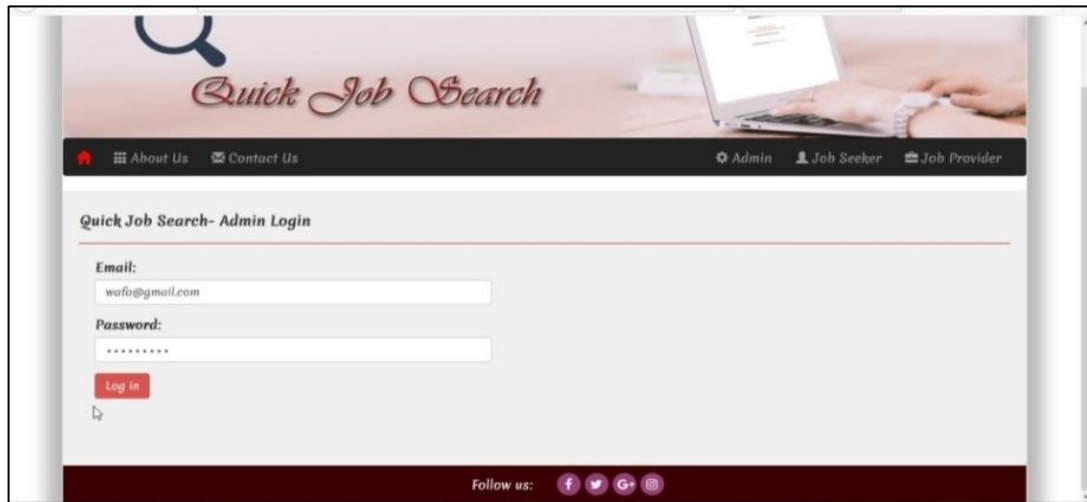 Quick Job Search
About Us Contact Us Admin Job Seeker Job Provider
Quick Job Search- Admin Login
Email:
wafa@gmail.com
Password:
•••••••••
Log in
Follow us: f G+